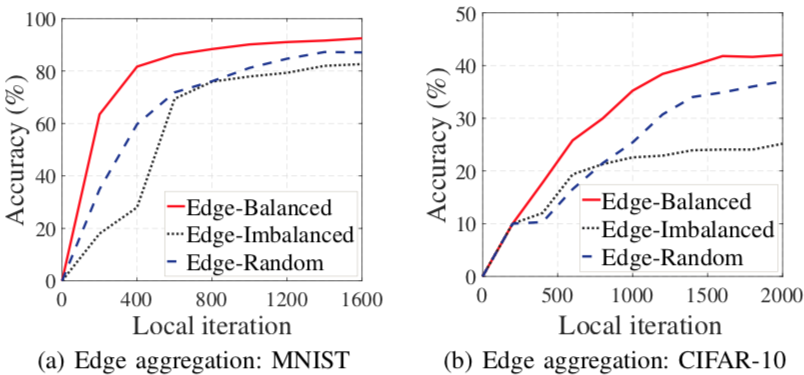 100
80
60
40
20
0
Accuracy (%)
Edge-Balanced
Edge-Imbalanced
Edge-Random
0 400 800 1200 1600
Local iteration
(a) Edge aggregation: MNIST
50
40
30
20
10
0
Accuracy (%)
Edge-Balanced
Edge-Imbalanced
Edge-Random
0 500 1000 1500 2000
Local iteration
(b) Edge aggregation: CIFAR-10